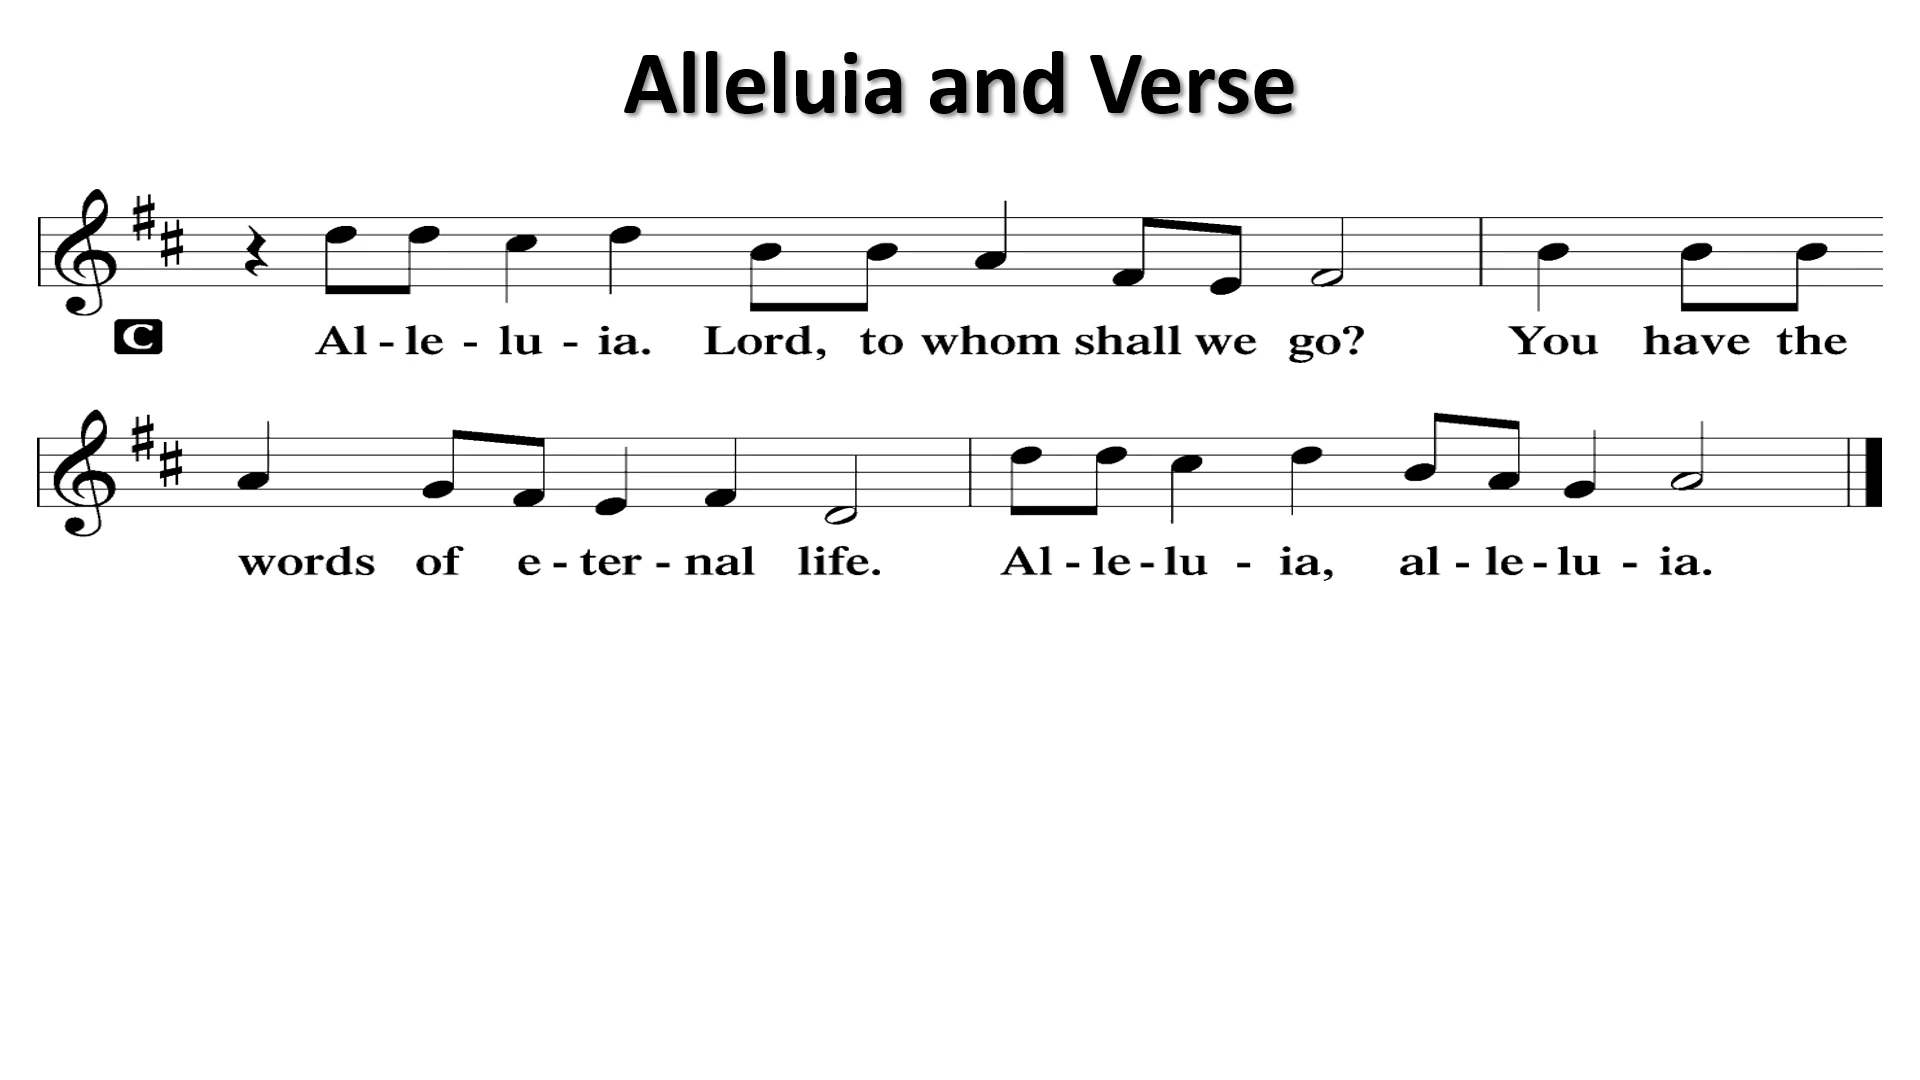 Alleluia and Verse
C Al - le - lu - ia. Lord, to whom shall we go? You have the
words of e - ter - nal life. Al - le - lu - ia, al - le - lu - ia.